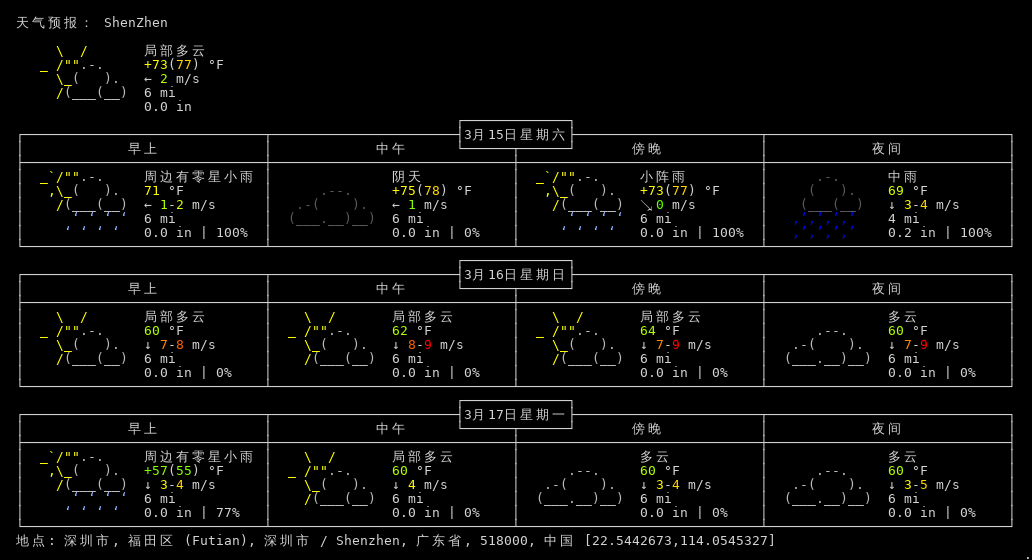 天气预报： ShenZhen
局部多云
+73(77) °F
← 2 m/s
6 mi
0.0 in
3月15日星期六
早上 中午 傍晚 夜间
周边有零星小雨 阴天 小阵雨 中雨
71 °F +75(78) °F +73(77) °F 69 °F
← 1-2 m/s ← 1 m/s ↘ 0 m/s ↓ 3-4 m/s
6 mi 6 mi 6 mi 4 mi
0.0 in | 100% 0.0 in | 0% 0.0 in | 100% 0.2 in | 100%
3月16日星期日
早上 中午 傍晚 夜间
局部多云 局部多云 局部多云 多云
60 °F 62 °F 64 °F 60 °F
↓ 7-8 m/s ↓ 8-9 m/s ↓ 7-9 m/s ↓ 7-9 m/s
6 mi 6 mi 6 mi 6 mi
0.0 in | 0% 0.0 in | 0% 0.0 in | 0% 0.0 in | 0%
3月17日星期一
早上 中午 傍晚 夜间
周边有零星小雨 局部多云 多云 多云
+57(55) °F 60 °F 60 °F 60 °F
↓ 3-4 m/s ↓ 4 m/s ↓ 3-4 m/s ↓ 3-5 m/s
6 mi 6 mi 6 mi 6 mi
0.0 in | 77% 0.0 in | 0% 0.0 in | 0% 0.0 in | 0%
地点: 深圳市, 福田区 (Futian), 深圳市 / Shenzhen, 广东省, 518000, 中国 [22.5442673,114.0545327]